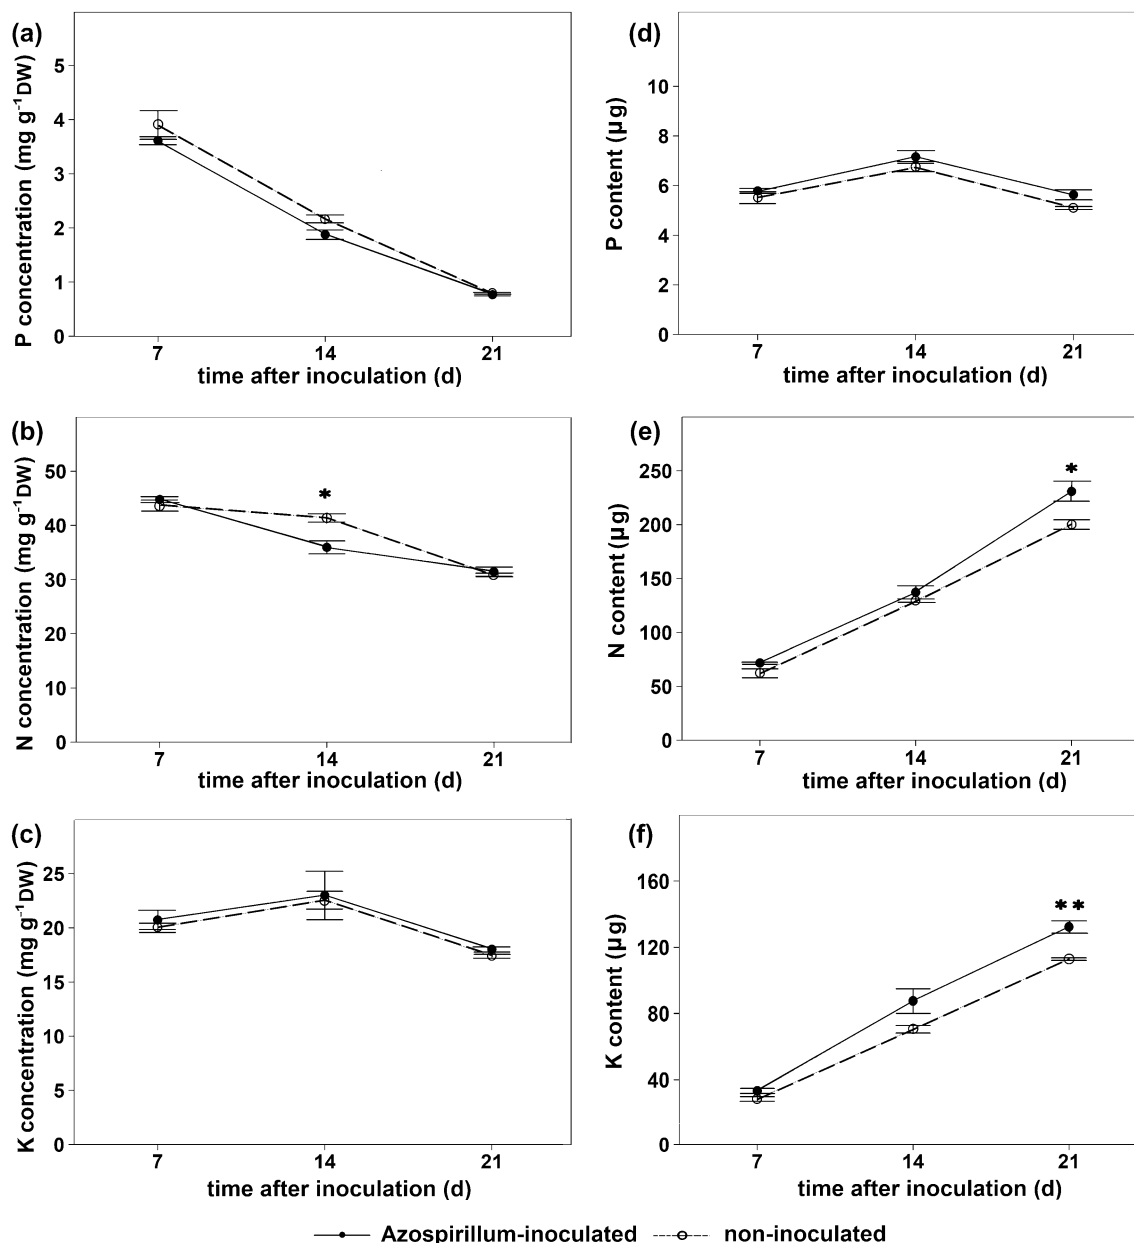 (a)
P concentration (mg g⁻¹DW)
5
4
3
2
1
0
7 14 21
time after inoculation (d)
(d)
P content (µg)
10
8
6
4
2
0
7 14 21
time after inoculation (d)
(b)
N concentration (mg g⁻¹DW)
50
40
30
20
10
0
*
7 14 21
time after inoculation (d)
(e)
N content (µg)
250
200
150
100
50
0
*
7 14 21
time after inoculation (d)
(c)
K concentration (mg g⁻¹DW)
25
20
15
10
5
0
7 14 21
time after inoculation (d)
(f)
K content (µg)
160
120
80
40
0
**
7 14 21
time after inoculation (d)
Azospirillum-inoculated non-inoculated